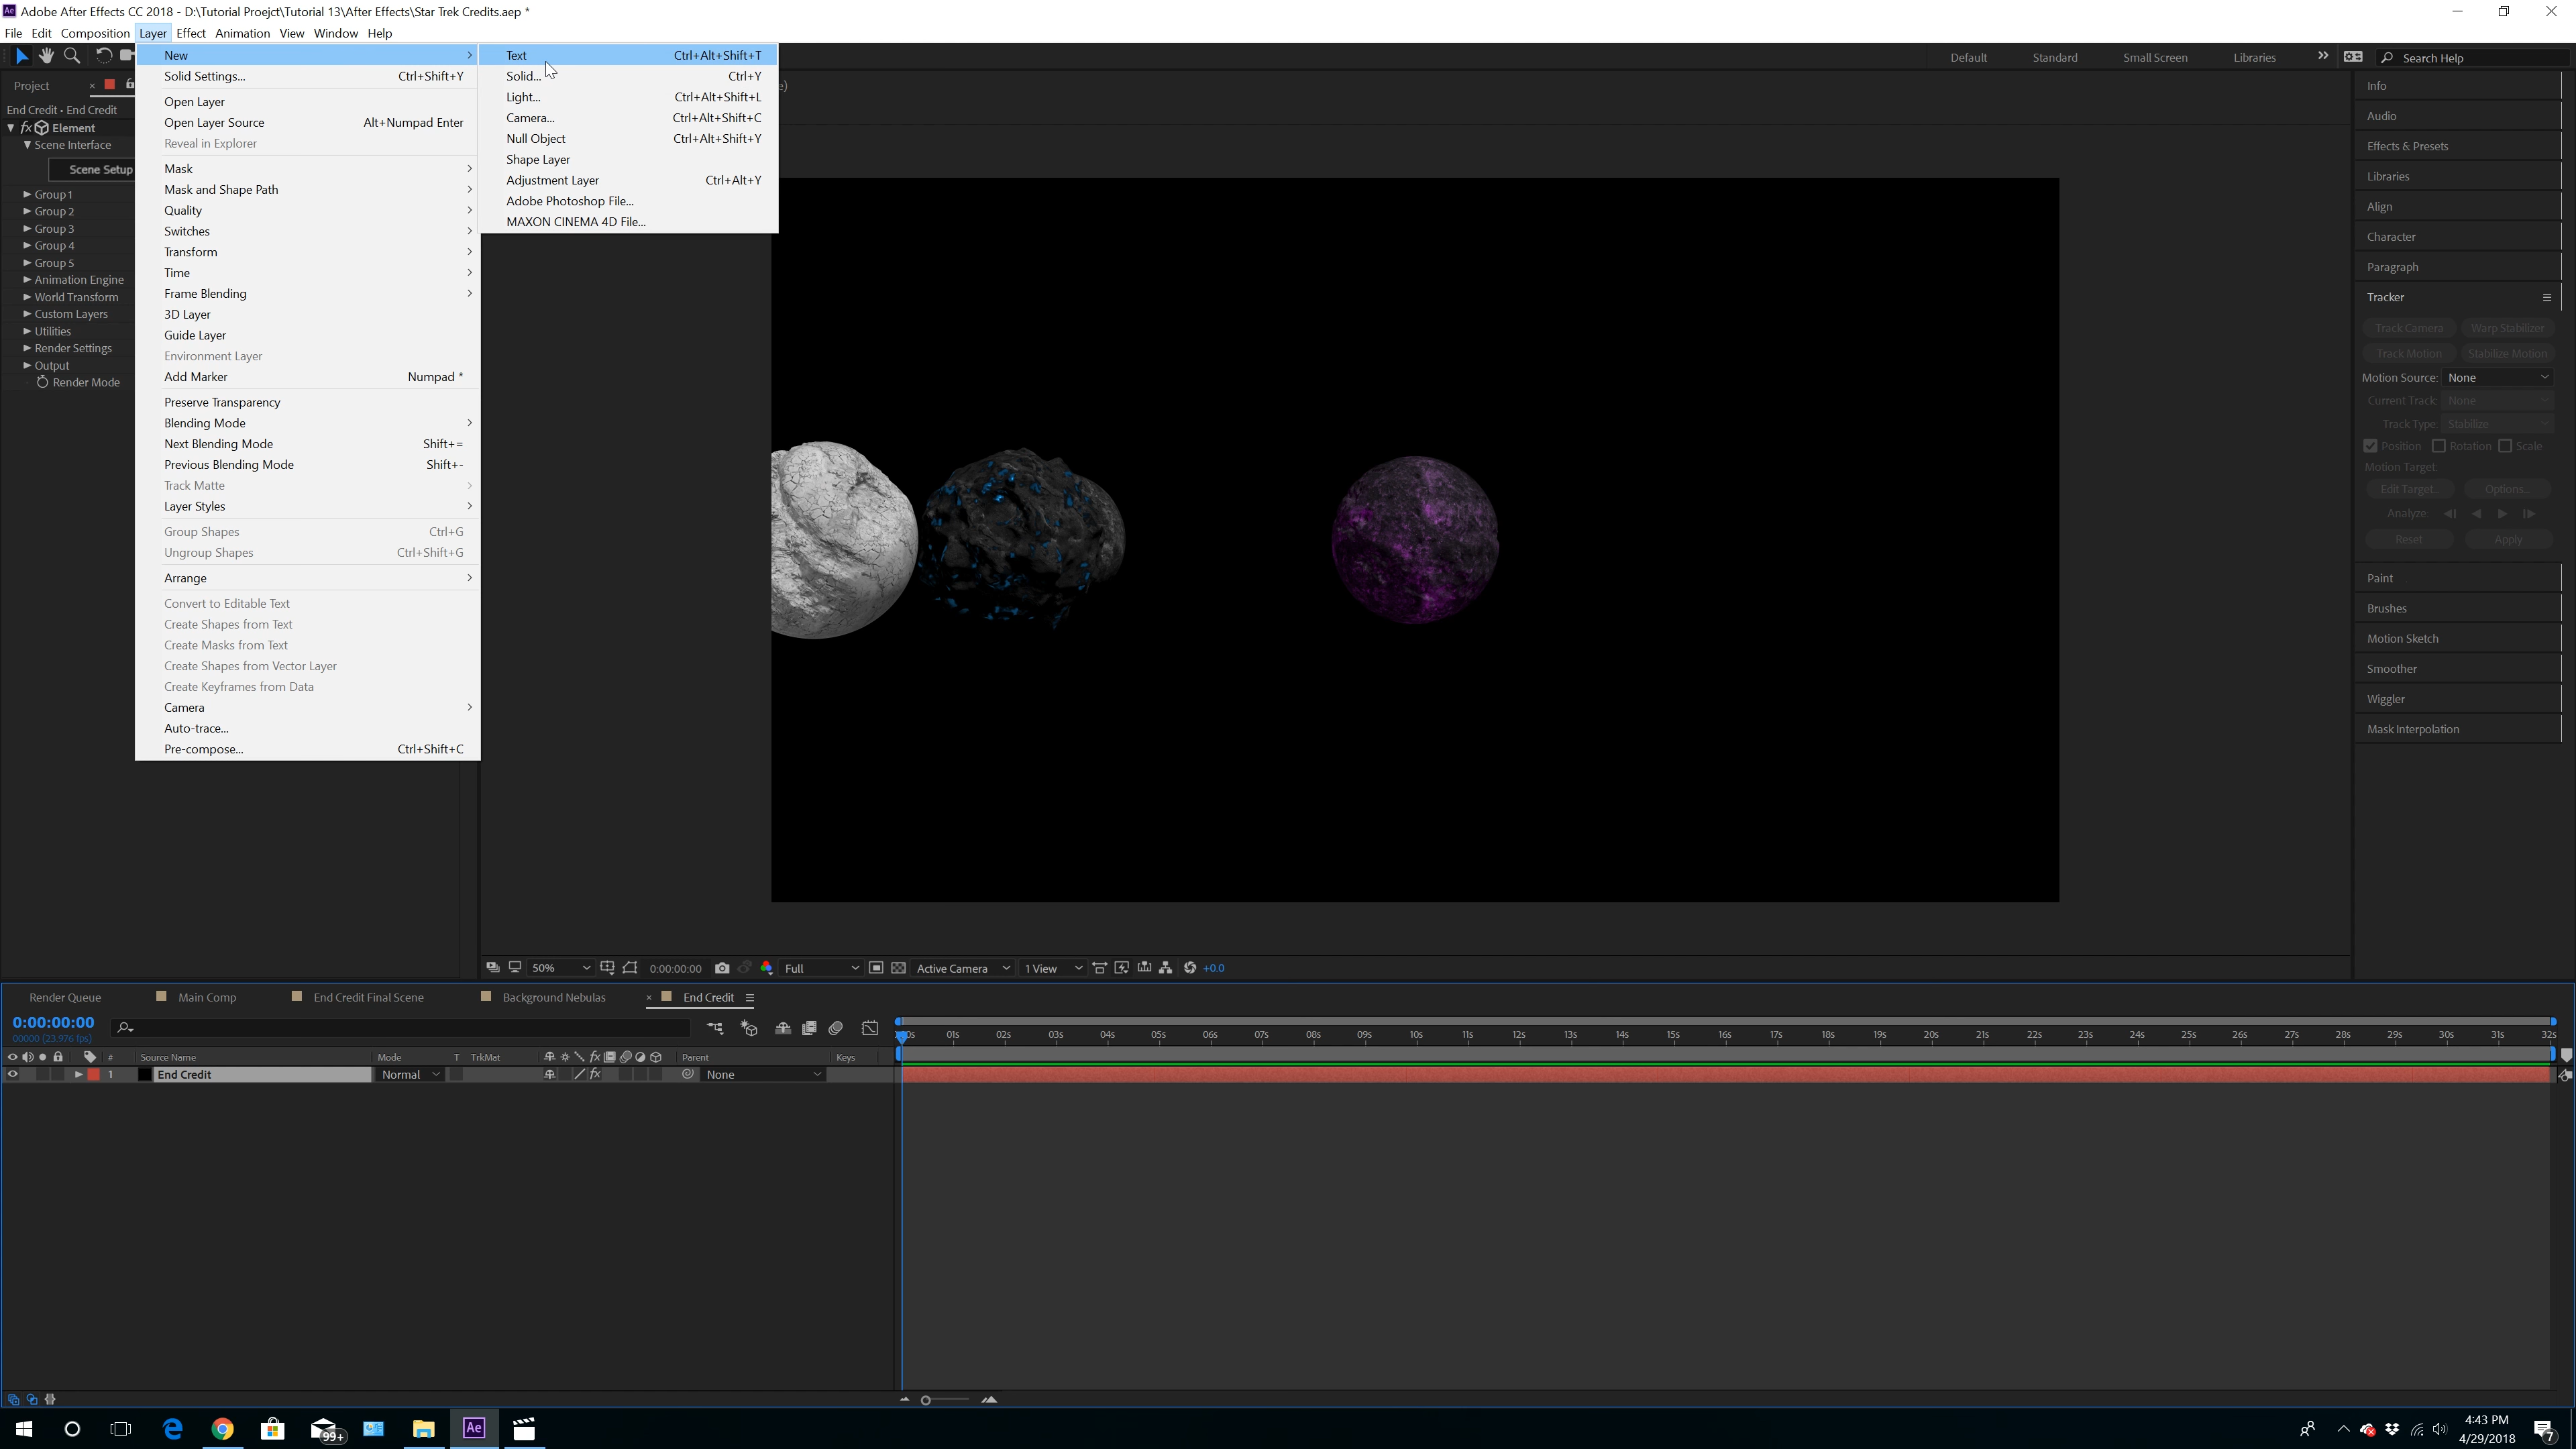 Adobe After Effects CC 2018 - D:\Tutorial Proejct\Tutorial 13\After Effects\Star Trek Credits.aep *
File Edit Composition Layer Effect Animation View Window Help
Default Standard Small Screen Libraries Search Help
Project
End Credit • End Credit
fx Element
Scene Interface
Scene Setup
Group 1
Group 2
Group 3
Group 4
Group 5
Animation Engine
World Transform
Custom Layers
Utilities
Render Settings
Output
Render Mode
New
Solid Settings... Ctrl+Shift+Y
Open Layer
Open Layer Source Alt+Numpad Enter
Reveal in Explorer
Mask
Mask and Shape Path
Quality
Switches
Transform
Time
Frame Blending
3D Layer
Guide Layer
Environment Layer
Add Marker Numpad *
Preserve Transparency
Blending Mode
Next Blending Mode Shift+=
Previous Blending Mode Shift+-
Track Matte
Layer Styles
Group Shapes Ctrl+G
Ungroup Shapes Ctrl+Shift+G
Arrange
Convert to Editable Text
Create Shapes from Text
Create Masks from Text
Create Shapes from Vector Layer
Create Keyframes from Data
Camera
Auto-trace...
Pre-compose... Ctrl+Shift+C
Text Ctrl+Alt+Shift+T
Solid... Ctrl+Y
Light... Ctrl+Alt+Shift+L
Camera... Ctrl+Alt+Shift+C
Null Object Ctrl+Alt+Shift+Y
Shape Layer
Adjustment Layer Ctrl+Alt+Y
Adobe Photoshop File...
MAXON CINEMA 4D File...
Info
Audio
Effects & Presets
Libraries
Align
Character
Paragraph
Tracker
Track Camera Warp Stabilizer
Track Motion Stabilize Motion
Motion Source: None
Current Track: None
Track Type: Stabilize
Position Rotation Scale
Motion Target:
Edit Target... Options...
Analyze:
Reset Apply
Paint
Brushes
Motion Sketch
Smoother
Wiggler
Mask Interpolation
50% 0:00:00:00 Full Active Camera 1 View +0.0
Render Queue Main Comp End Credit Final Scene Background Nebulas End Credit
0:00:00:00
00000 (23.976 fps)
01s 02s 03s 04s 05s 06s 07s 08s 09s 10s 11s 12s 13s 14s 15s 16s 17s 18s 19s 20s 21s 22s 23s 24s 25s 26s 27s 28s 29s 30s 31s 32s
# Source Name Mode T TrkMat fx Parent Keys
1 End Credit Normal fx None
99+
Ae
4:43 PM
4/29/2018
7